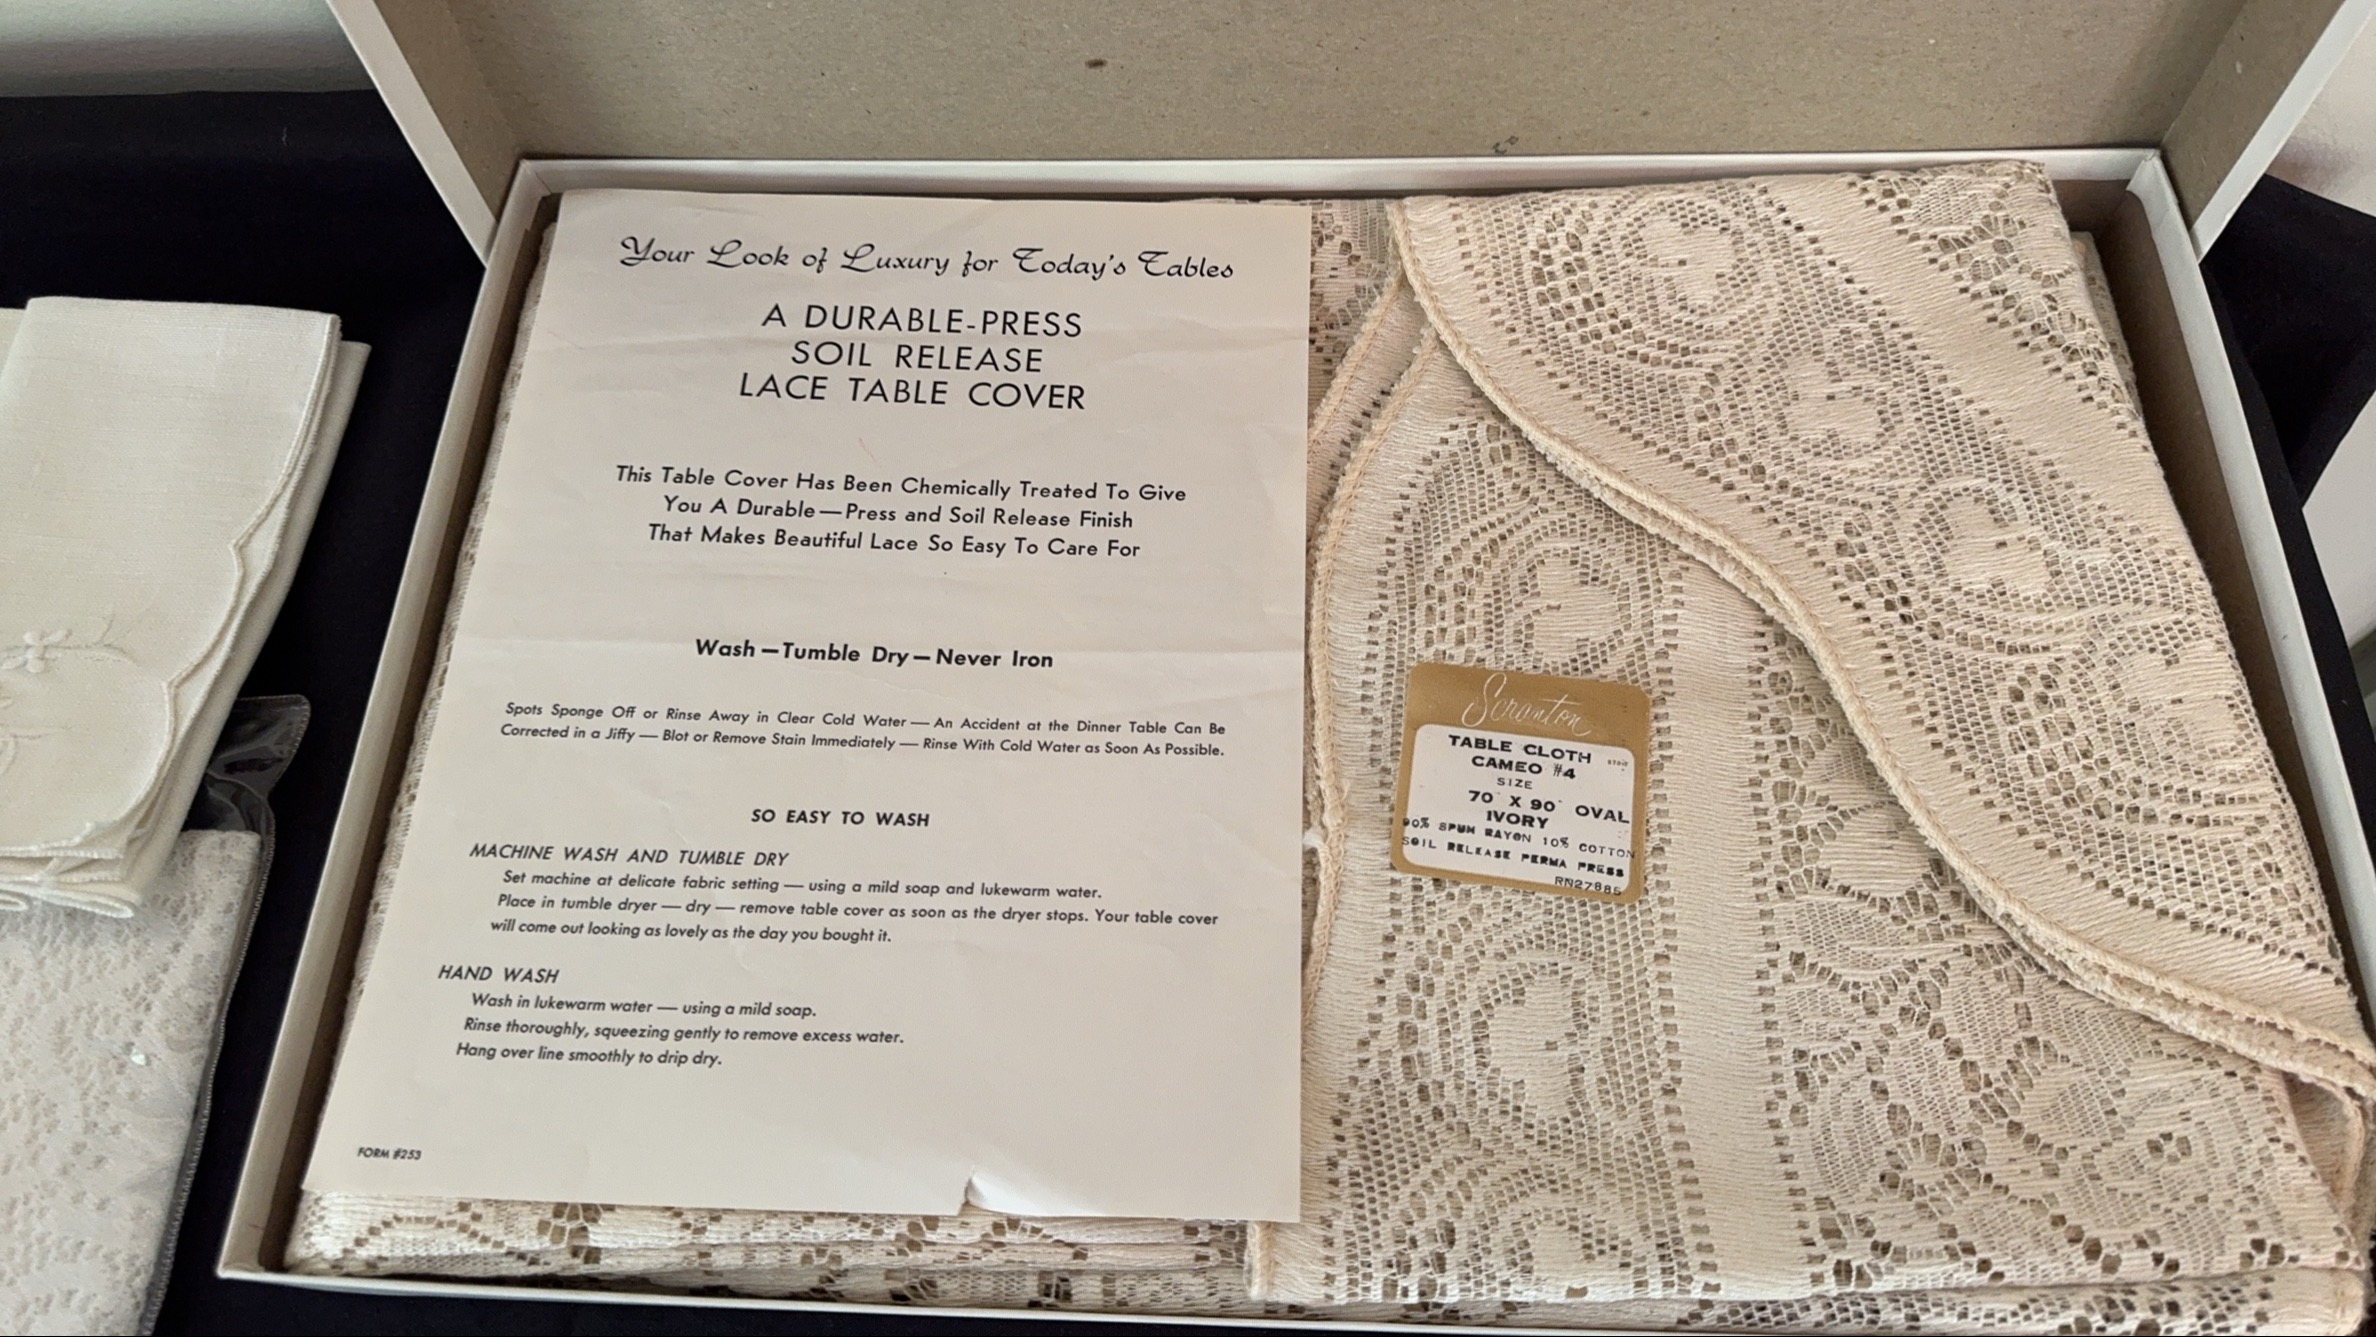 Your Look of Luxury for Today's Tables
A DURABLE-PRESS
SOIL RELEASE
LACE TABLE COVER
This Table Cover Has Been Chemically Treated To Give
You A Durable — Press and Soil Release Finish
That Makes Beautiful Lace So Easy To Care For
Wash — Tumble Dry — Never Iron
Spots Sponge Off or Rinse Away in Clear Cold Water — An Accident at the Dinner Table Can Be
Corrected in a Jiffy — Blot or Remove Stain Immediately — Rinse With Cold Water as Soon As Possible.
SO EASY TO WASH
MACHINE WASH AND TUMBLE DRY
Set machine at delicate fabric setting — using a mild soap and lukewarm water.
Place in tumble dryer — dry — remove table cover as soon as the dryer stops. Your table cover
will come out looking as lovely as the day you bought it.
HAND WASH
Wash in lukewarm water — using a mild soap.
Rinse thoroughly, squeezing gently to remove excess water.
Hang over line smoothly to drip dry.
FORM #253
Scranton
TABLE CLOTH
CAMEO #4
SIZE
70" X 90" OVAL
IVORY
90% SPUN RAYON 10% COTTON
SOIL RELEASE PERMA PRESS
RN27885